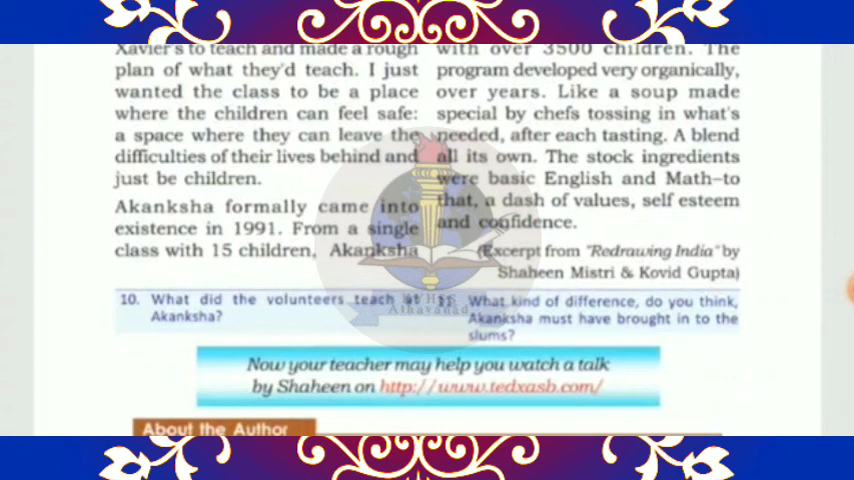 Xavier's to teach and made a rough
plan of what they'd teach. I just
wanted the class to be a place
where the children can feel safe:
a space where they can leave the
difficulties of their lives behind and
just be children.
Akanksha formally came into
existence in 1991. From a single
class with 15 children, Akanksha
with over 3500 children. The
program developed very organically,
over years. Like a soup made
special by chefs tossing in what's
needed, after each tasting. A blend
all its own. The stock ingredients
were basic English and Math–to
that, a dash of values, self esteem
and confidence.
(Excerpt from "Redrawing India" by
Shaheen Mistri & Kovid Gupta)
10. What did the volunteers teach at
Akanksha?
11. What kind of difference, do you think,
Akanksha must have brought in to the
slums?
Athavanad
Now your teacher may help you watch a talk
by Shaheen on http://www.tedxasb.com/
About the Author